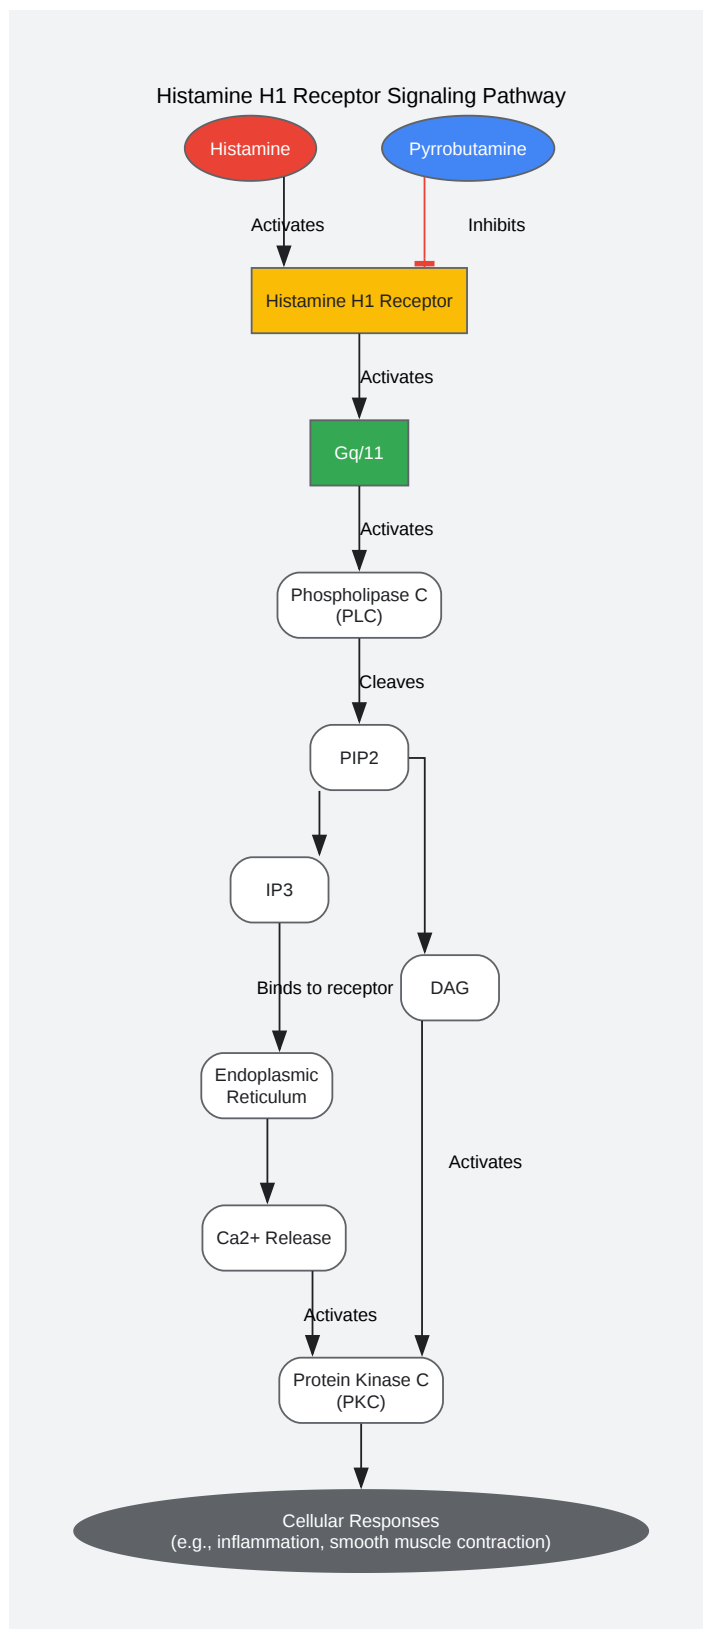 Histamine H1 Receptor Signaling Pathway
Histamine
Pyrrobutamine
Activates
Inhibits
Histamine H1 Receptor
Activates
Gq/11
Activates
Phospholipase C
(PLC)
Cleaves
PIP2
IP3
Binds to receptor
DAG
Endoplasmic
Reticulum
Activates
Ca2+ Release
Activates
Protein Kinase C
(PKC)
Cellular Responses
(e.g., inflammation, smooth muscle contraction)